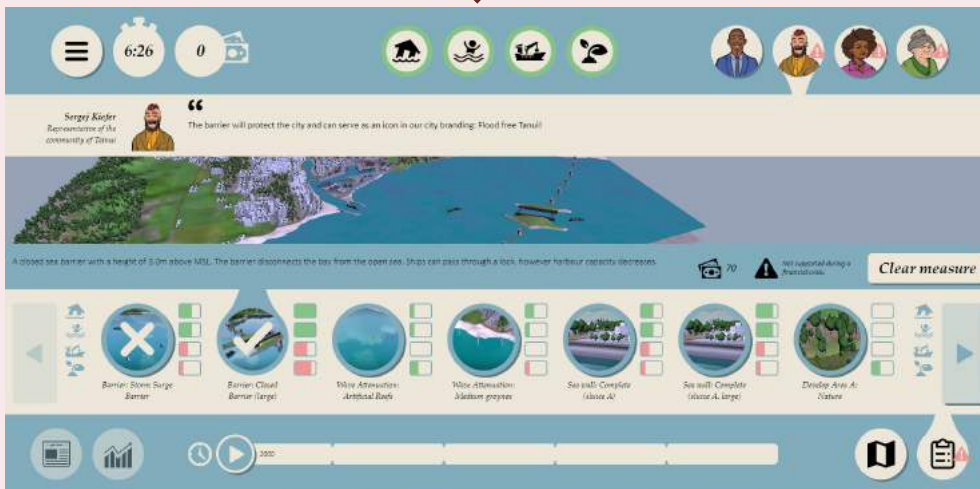 6:26
0
Sergej Kiefer
Representative of the
community of Tainui
“
The barrier will protect the city and can serve as an icon in our city branding: Flood free Tanui!
A closed sea barrier with a height of 3.0m above MSL. The barrier disconnects the bay from the open sea. Ships can pass through a lock, however harbour capacity decreases.
70
Not supported during a
financial crisis.
Clear measure
Barrier: Storm Surge
Barrier
Barrier: Closed
Barrier (large)
Wave Attenuation:
Artificial Reefs
Wave Attenuation:
Medium groynes
Sea wall: Complete
(sluice A)
Sea wall: Complete
(sluice A, large)
Develop Area A:
Nature
2000